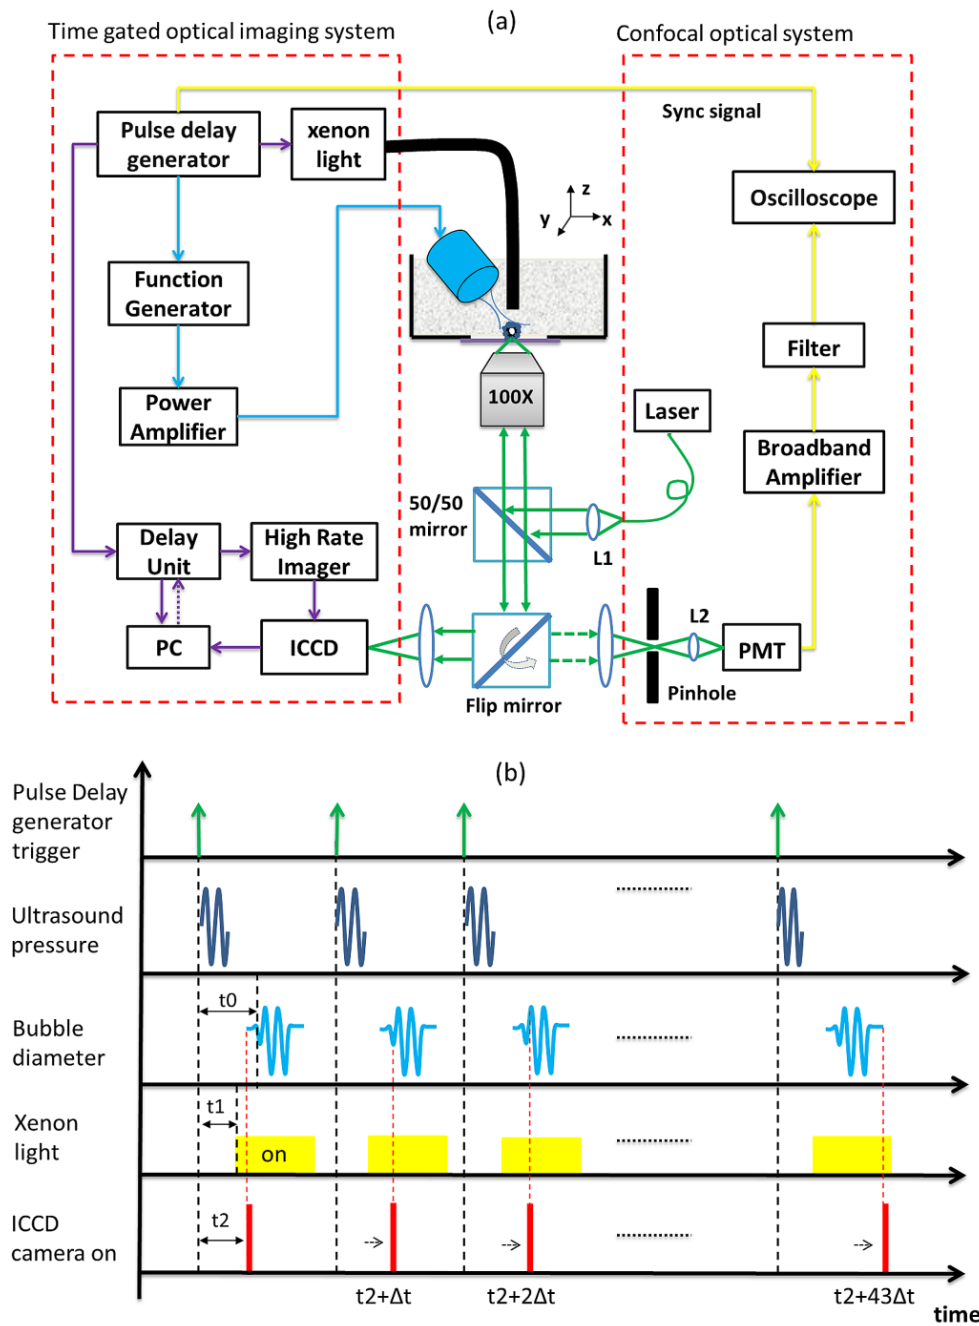 (a)
Time gated optical imaging system
Confocal optical system
Sync signal
Pulse delay
generator
xenon
light
Oscilloscope
z
y
x
Function
Generator
Filter
100X
Laser
Power
Amplifier
Broadband
Amplifier
50/50
mirror
L1
Delay
Unit
High Rate
Imager
L2
PC
ICCD
PMT
Pinhole
Flip mirror
(b)
Pulse Delay
generator
trigger
Ultrasound
pressure
t0
Bubble
diameter
t1
Xenon
light
on
t2
ICCD
camera on
t2+Δt
t2+2Δt
t2+43Δt
time